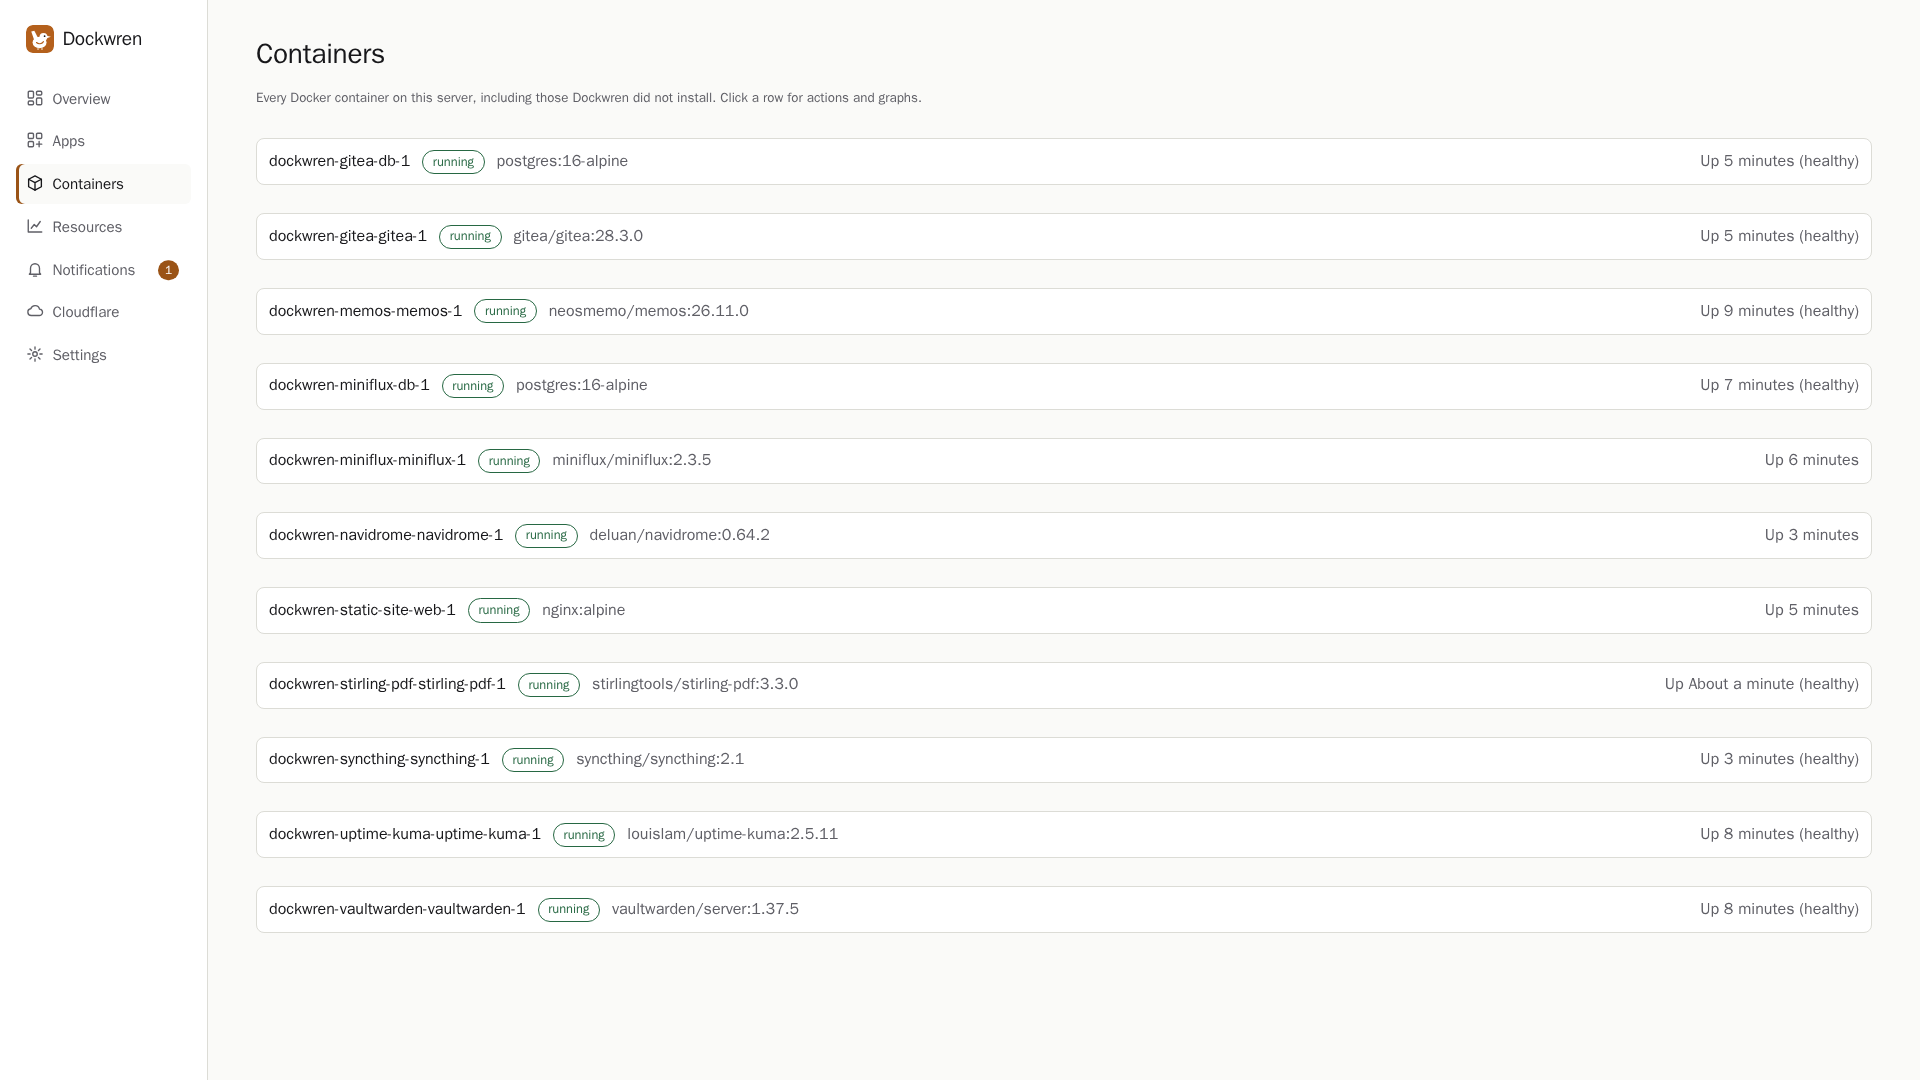 Dockwren
Overview
Apps
Containers
Resources
Notifications 1
Cloudflare
Settings
Containers
Every Docker container on this server, including those Dockwren did not install. Click a row for actions and graphs.
dockwren-gitea-db-1 running postgres:16-alpine Up 5 minutes (healthy)
dockwren-gitea-gitea-1 running gitea/gitea:28.3.0 Up 5 minutes (healthy)
dockwren-memos-memos-1 running neosmemo/memos:26.11.0 Up 9 minutes (healthy)
dockwren-miniflux-db-1 running postgres:16-alpine Up 7 minutes (healthy)
dockwren-miniflux-miniflux-1 running miniflux/miniflux:2.3.5 Up 6 minutes
dockwren-navidrome-navidrome-1 running deluan/navidrome:0.64.2 Up 3 minutes
dockwren-static-site-web-1 running nginx:alpine Up 5 minutes
dockwren-stirling-pdf-stirling-pdf-1 running stirlingtools/stirling-pdf:3.3.0 Up About a minute (healthy)
dockwren-syncthing-syncthing-1 running syncthing/syncthing:2.1 Up 3 minutes (healthy)
dockwren-uptime-kuma-uptime-kuma-1 running louislam/uptime-kuma:2.5.11 Up 8 minutes (healthy)
dockwren-vaultwarden-vaultwarden-1 running vaultwarden/server:1.37.5 Up 8 minutes (healthy)